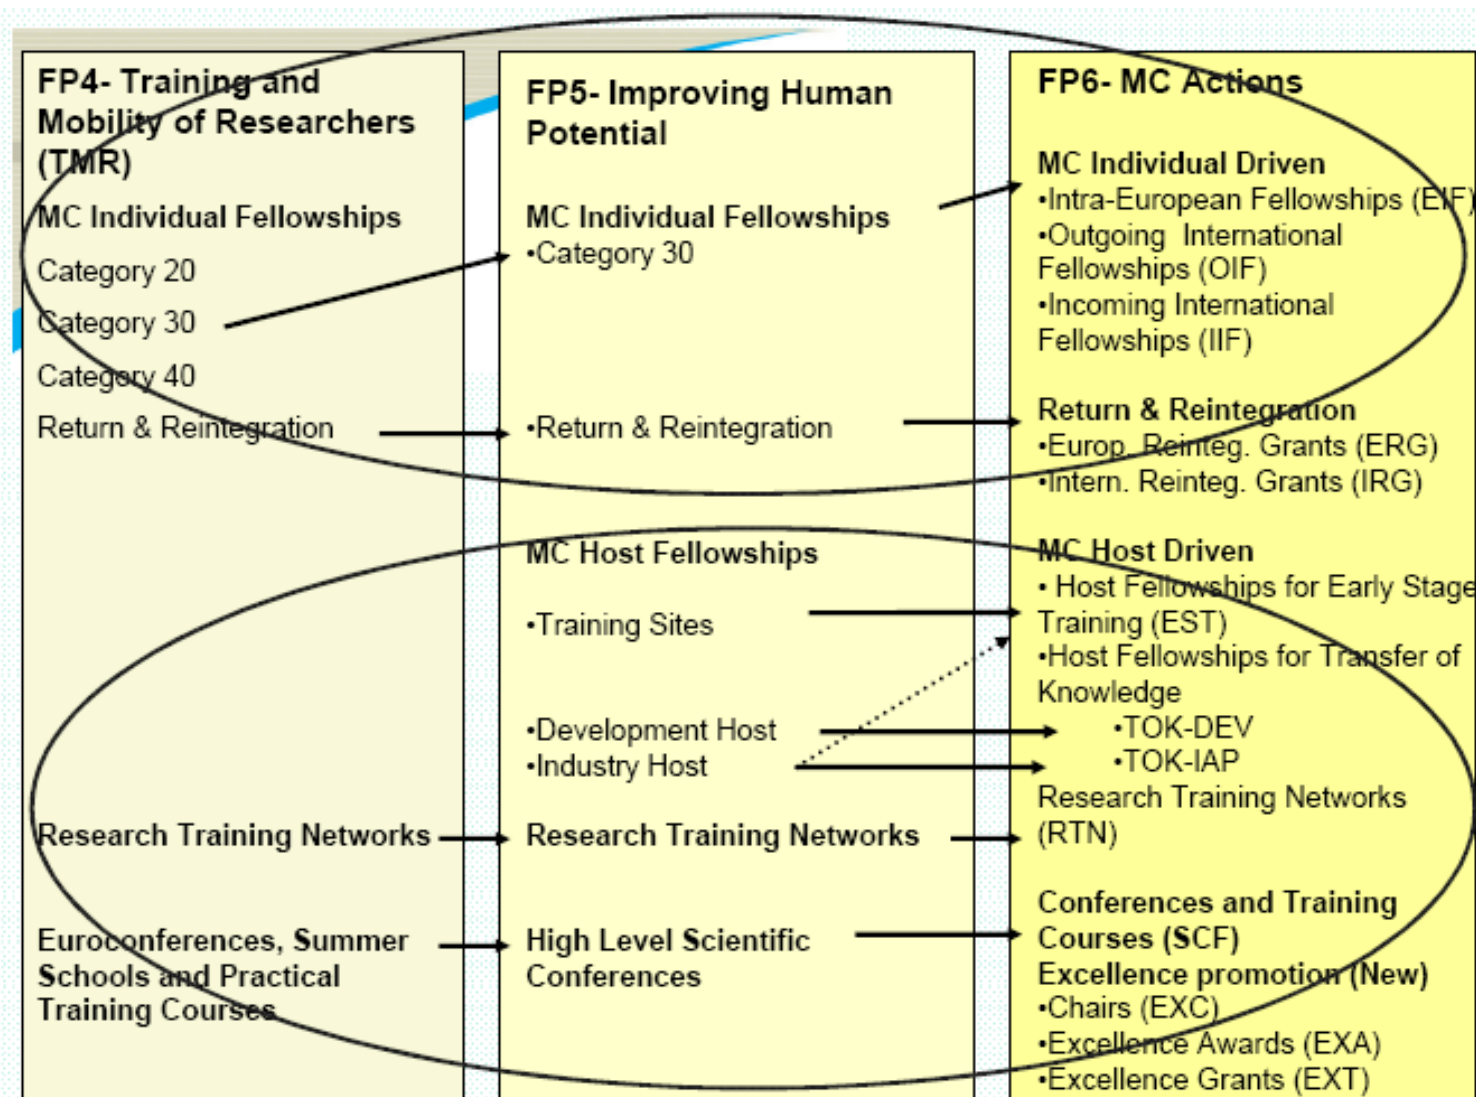 FP4- Training and
Mobility of Researchers
(TMR)
MC Individual Fellowships
Category 20
Category 30
Category 40
Return & Reintegration
Research Training Networks
Euroconferences, Summer
Schools and Practical
Training Courses
FP5- Improving Human
Potential
MC Individual Fellowships
•Category 30
•Return & Reintegration
MC Host Fellowships
•Training Sites
•Development Host
•Industry Host
Research Training Networks
High Level Scientific
Conferences
FP6- MC Actions
MC Individual Driven
•Intra-European Fellowships (EIF)
•Outgoing International
Fellowships (OIF)
•Incoming International
Fellowships (IIF)
Return & Reintegration
•Europ. Reinteg. Grants (ERG)
•Intern. Reinteg. Grants (IRG)
MC Host Driven
• Host Fellowships for Early Stage
Training (EST)
•Host Fellowships for Transfer of
Knowledge
•TOK-DEV
•TOK-IAP
Research Training Networks
(RTN)
Conferences and Training
Courses (SCF)
Excellence promotion (New)
•Chairs (EXC)
•Excellence Awards (EXA)
•Excellence Grants (EXT)